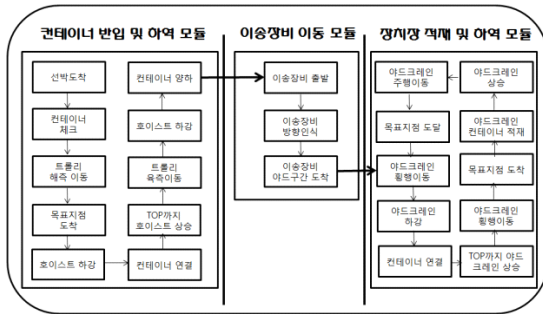 컨테이너 반입 및 하역 모듈
이송장비 이동 모듈
장치장 적재 및 하역 모듈
선박도착
컨테이너
체크
트롤리
해측 이동
목표지점
도착
호이스트 하강
컨테이너 연결
TOP까지
호이스트 상승
트롤리
육측이동
호이스트 하강
컨테이너 양하
이송장비 출발
이송장비
방향인식
이송장비
야드구간 도착
야드크레인
주행이동
목표지점 도달
야드크레인
횡행이동
야드크레인
하강
컨테이너 연결
TOP까지 야드
크레인 상승
야드크레인
횡행이동
목표지점 도착
야드크레인
컨테이너 적재
야드크레인
상승